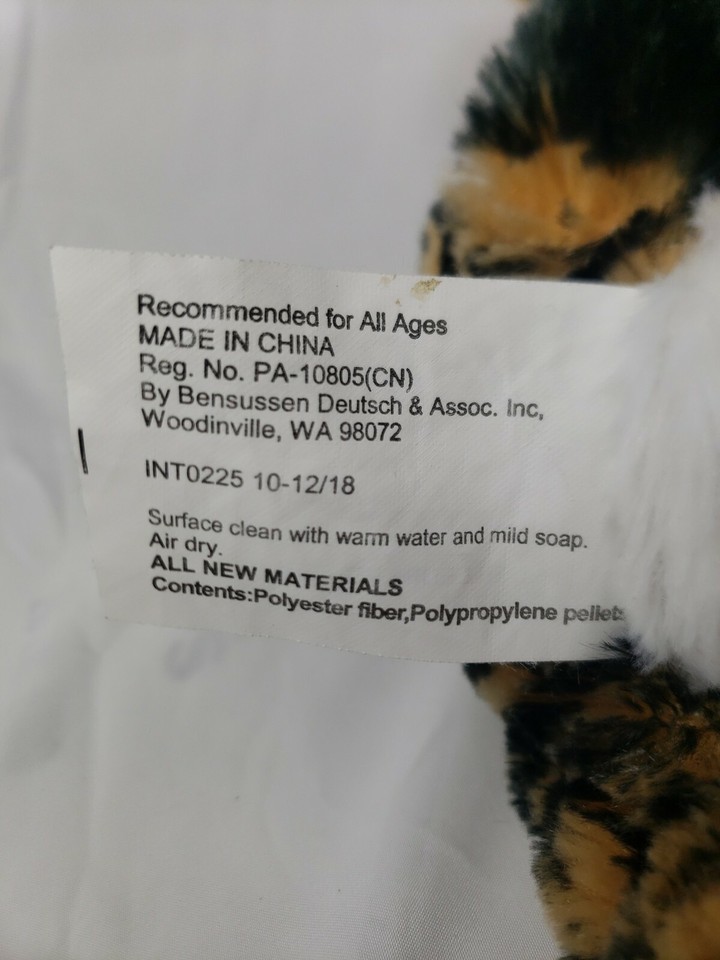 Recommended for All Ages
MADE IN CHINA
Reg. No. PA-10805(CN)
By Bensussen Deutsch & Assoc. Inc,
Woodinville, WA 98072
INT0225 10-12/18
Surface clean with warm water and mild soap.
Air dry.
ALL NEW MATERIALS
Contents:Polyester fiber,Polypropylene pellets